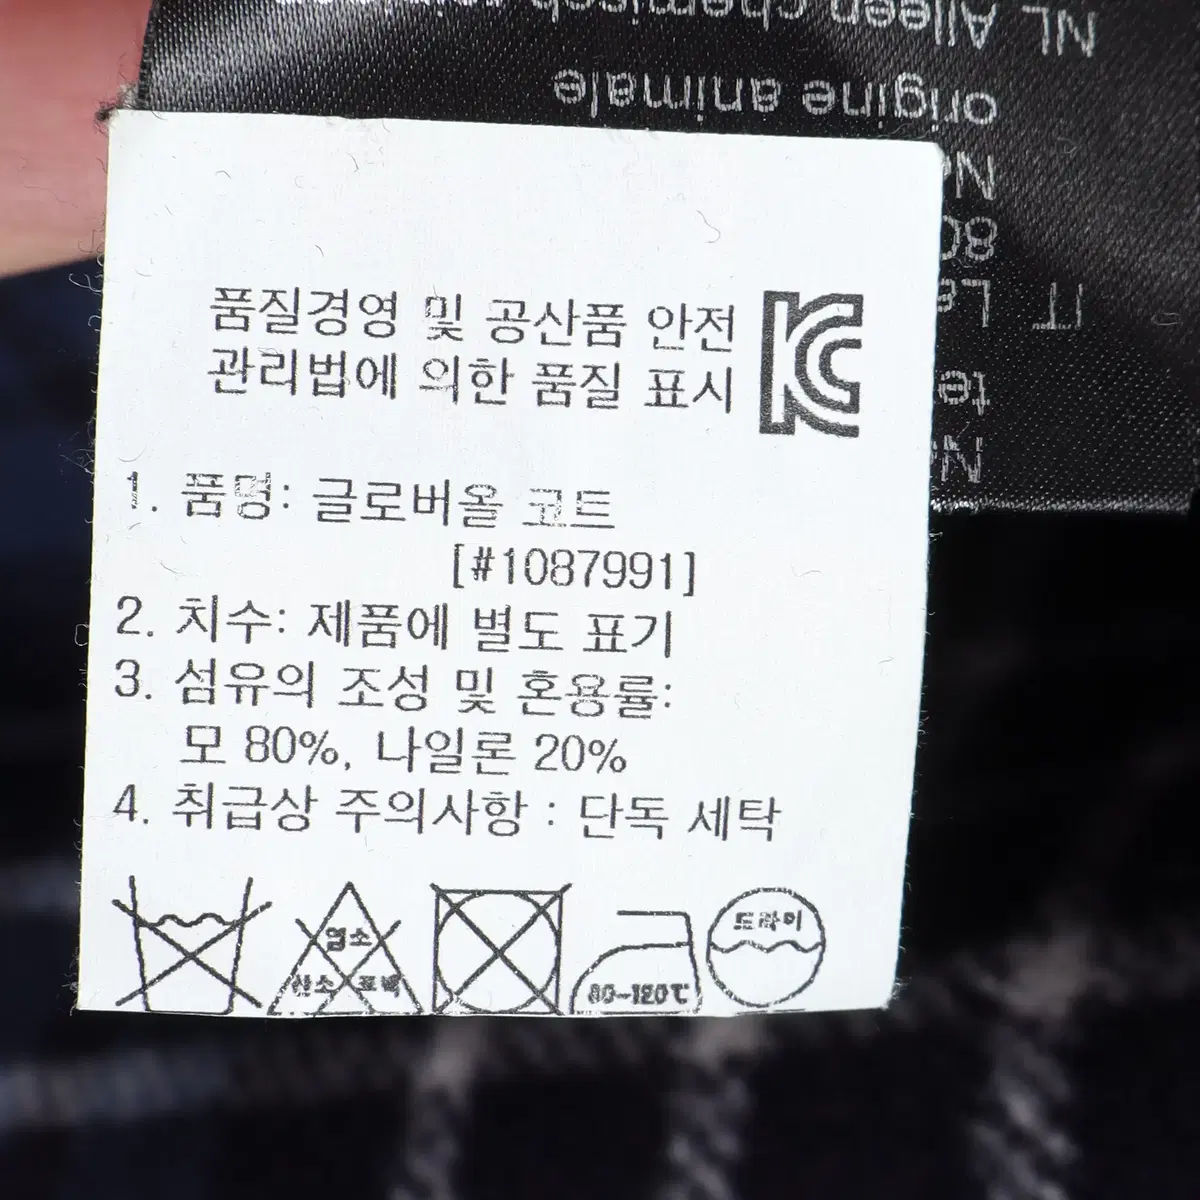 품질경영 및 공산품 안전
관리법에 의한 품질 표시
1. 품명: 글로버올 코트
[#1087991]
2. 치수: 제품에 별도 표기
3. 섬유의 조성 및 혼용률:
모 80%, 나일론 20%
4. 취급상 주의사항 : 단독 세탁
염소
산소 표백
80~120℃
드라이
NL Alleen chemisch
origine animale
IT